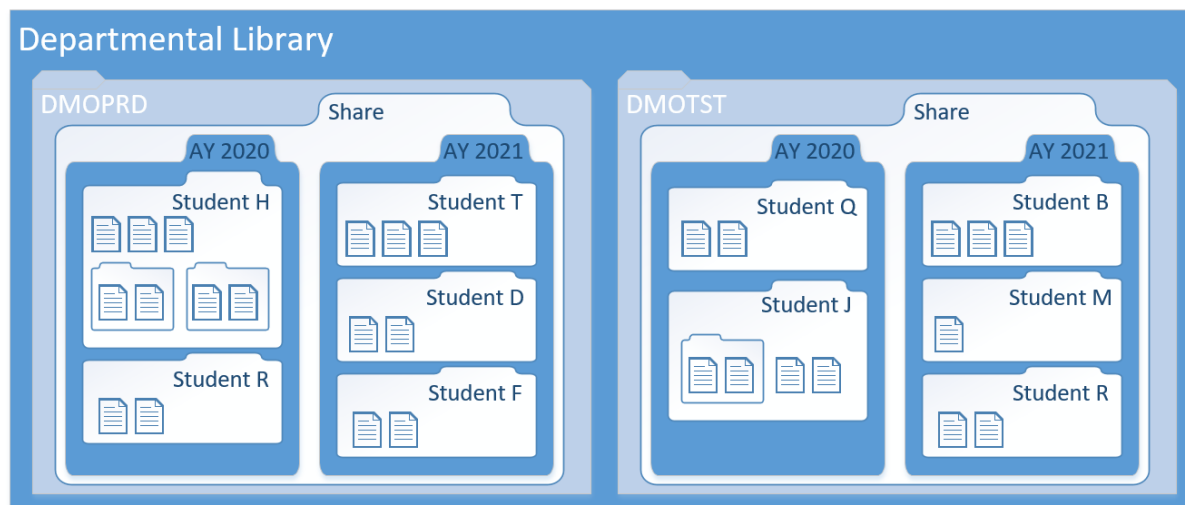 Departmental Library
DMOPRD
Share
AY 2020
Student H
Student R
AY 2021
Student T
Student D
Student F
DMOTST
Share
AY 2020
Student Q
Student J
AY 2021
Student B
Student M
Student R